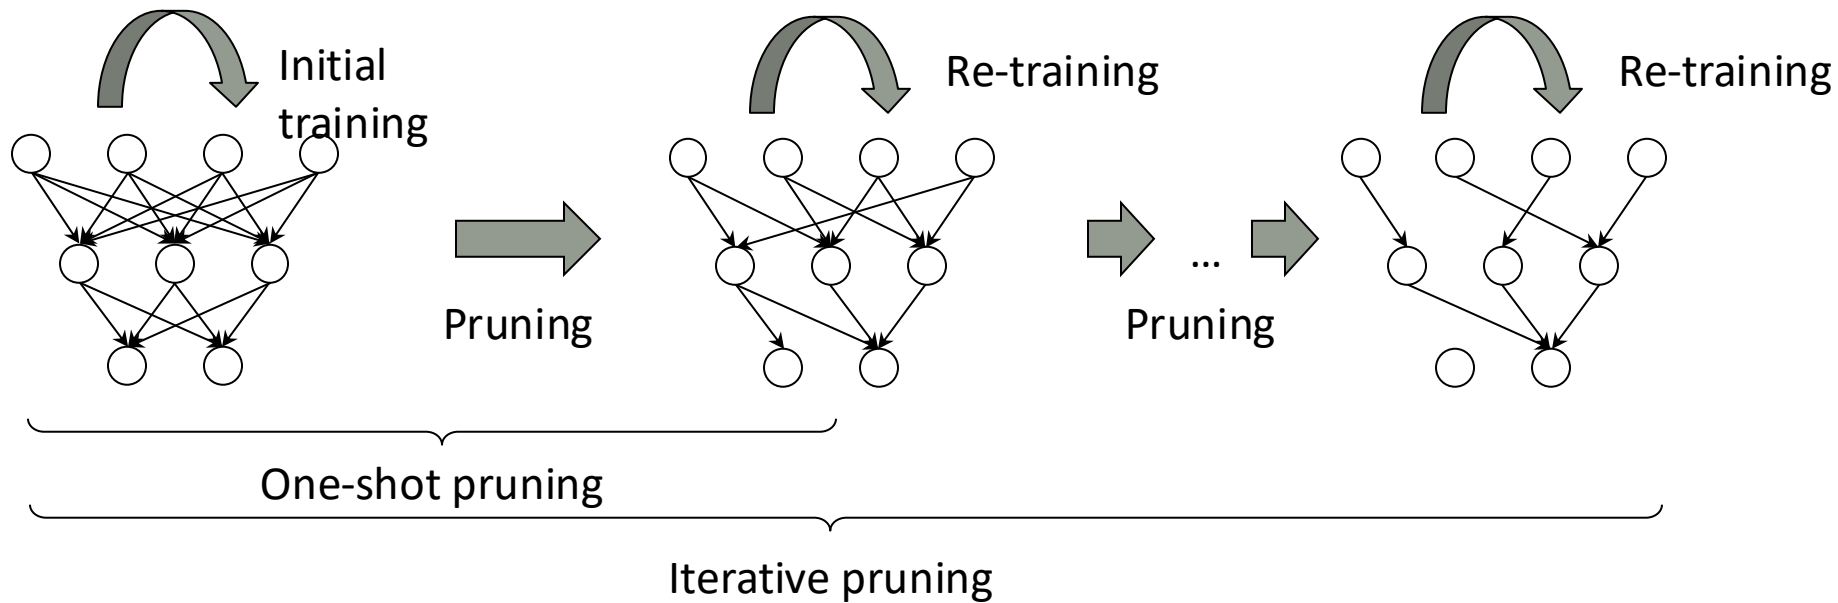 Initial
training
Re-training
Re-training
Pruning
...
Pruning
One-shot pruning
Iterative pruning